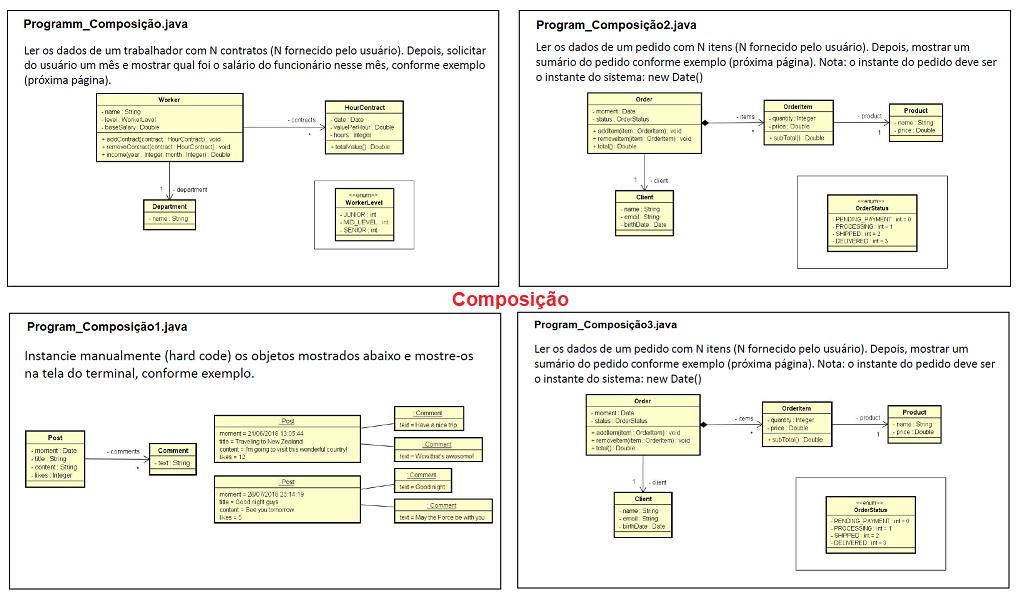 Programm_Composição.java
Ler os dados de um trabalhador com N contratos (N fornecido pelo usuário). Depois, solicitar
do usuário um mês e mostrar qual foi o salário do funcionário nesse mês, conforme exemplo
(próxima página).
Worker
- name : String
- level : WorkerLevel
- baseSalary : Double
+ addContract(contract : HourContract) : void
+ removeContract(contract : HourContract) : void
+ income(year : Integer, month : Integer) : Double
- contracts
*
HourContract
- date : Date
- valuePerHour : Double
- hours : Integer
+ totalValue() : Double
1
- department
Department
- name : String
<<enum>>
WorkerLevel
- JUNIOR : int
- MID_LEVEL : int
- SENIOR : int
Program_Composição2.java
Ler os dados de um pedido com N itens (N fornecido pelo usuário). Depois, mostrar um
sumário do pedido conforme exemplo (próxima página). Nota: o instante do pedido deve ser
o instante do sistema: new Date()
Order
- moment : Date
- status : OrderStatus
+ addItem(item : OrderItem) : void
+ removeItem(item : OrderItem) : void
+ total() : Double
- items
*
OrderItem
- quantity : Integer
- price : Double
+ subTotal() : Double
- product
1
Product
- name : String
- price : Double
1
- client
Client
- name : String
- email : String
- birthDate : Date
<<enum>>
OrderStatus
- PENDING_PAYMENT : int = 0
- PROCESSING : int = 1
- SHIPPED : int = 2
- DELIVERED : int = 3
Composição
Program_Composição1.java
Instancie manualmente (hard code) os objetos mostrados abaixo e mostre-os
na tela do terminal, conforme exemplo.
Post
- moment : Date
- title : String
- content : String
- likes : Integer
- comments
*
Comment
- text : String
: Post
moment = 21/06/2018 13:05:44
title = Traveling to New Zealand
content = I'm going to visit this wonderful country!
likes = 12
: Comment
text = Have a nice trip
: Comment
text = Wow that's awesome!
: Post
moment = 28/07/2018 23:14:19
title = Good night guys
content = See you tomorrow
likes = 5
: Comment
text = Good night
: Comment
text = May the Force be with you
Program_Composição3.java
Ler os dados de um pedido com N itens (N fornecido pelo usuário). Depois, mostrar um
sumário do pedido conforme exemplo (próxima página). Nota: o instante do pedido deve ser
o instante do sistema: new Date()
Order
- moment : Date
- status : OrderStatus
+ addItem(item : OrderItem) : void
+ removeItem(item : OrderItem) : void
+ total() : Double
- items
*
OrderItem
- quantity : Integer
- price : Double
+ subTotal() : Double
- product
1
Product
- name : String
- price : Double
1
- client
Client
- name : String
- email : String
- birthDate : Date
<<enum>>
OrderStatus
- PENDING_PAYMENT : int = 0
- PROCESSING : int = 1
- SHIPPED : int = 2
- DELIVERED : int = 3